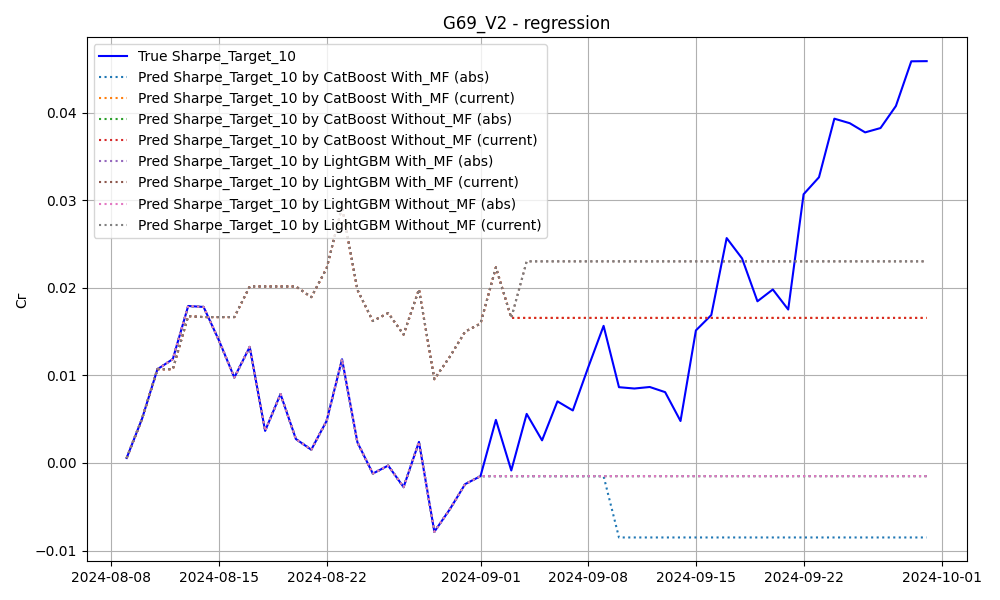 G69_V2 - regression
True Sharpe_Target_10
Pred Sharpe_Target_10 by CatBoost With_MF (abs)
Pred Sharpe_Target_10 by CatBoost With_MF (current)
Pred Sharpe_Target_10 by CatBoost Without_MF (abs)
Pred Sharpe_Target_10 by CatBoost Without_MF (current)
Pred Sharpe_Target_10 by LightGBM With_MF (abs)
Pred Sharpe_Target_10 by LightGBM With_MF (current)
Pred Sharpe_Target_10 by LightGBM Without_MF (abs)
Pred Sharpe_Target_10 by LightGBM Without_MF (current)
Cr
0.04
0.03
0.02
0.01
0.00
−0.01
2024-08-08 2024-08-15 2024-08-22 2024-09-01 2024-09-08 2024-09-15 2024-09-22 2024-10-01